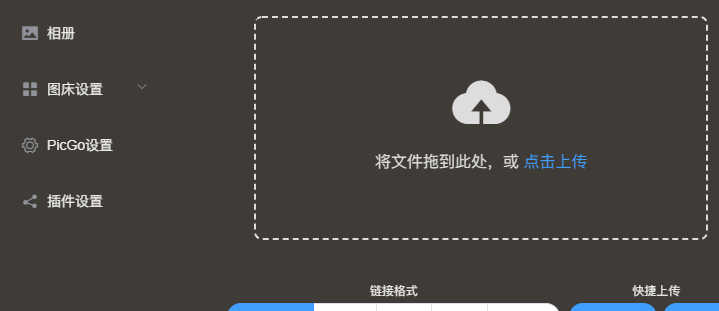 相册
图床设置
PicGo设置
插件设置
将文件拖到此处，或 点击上传
链接格式
快捷上传